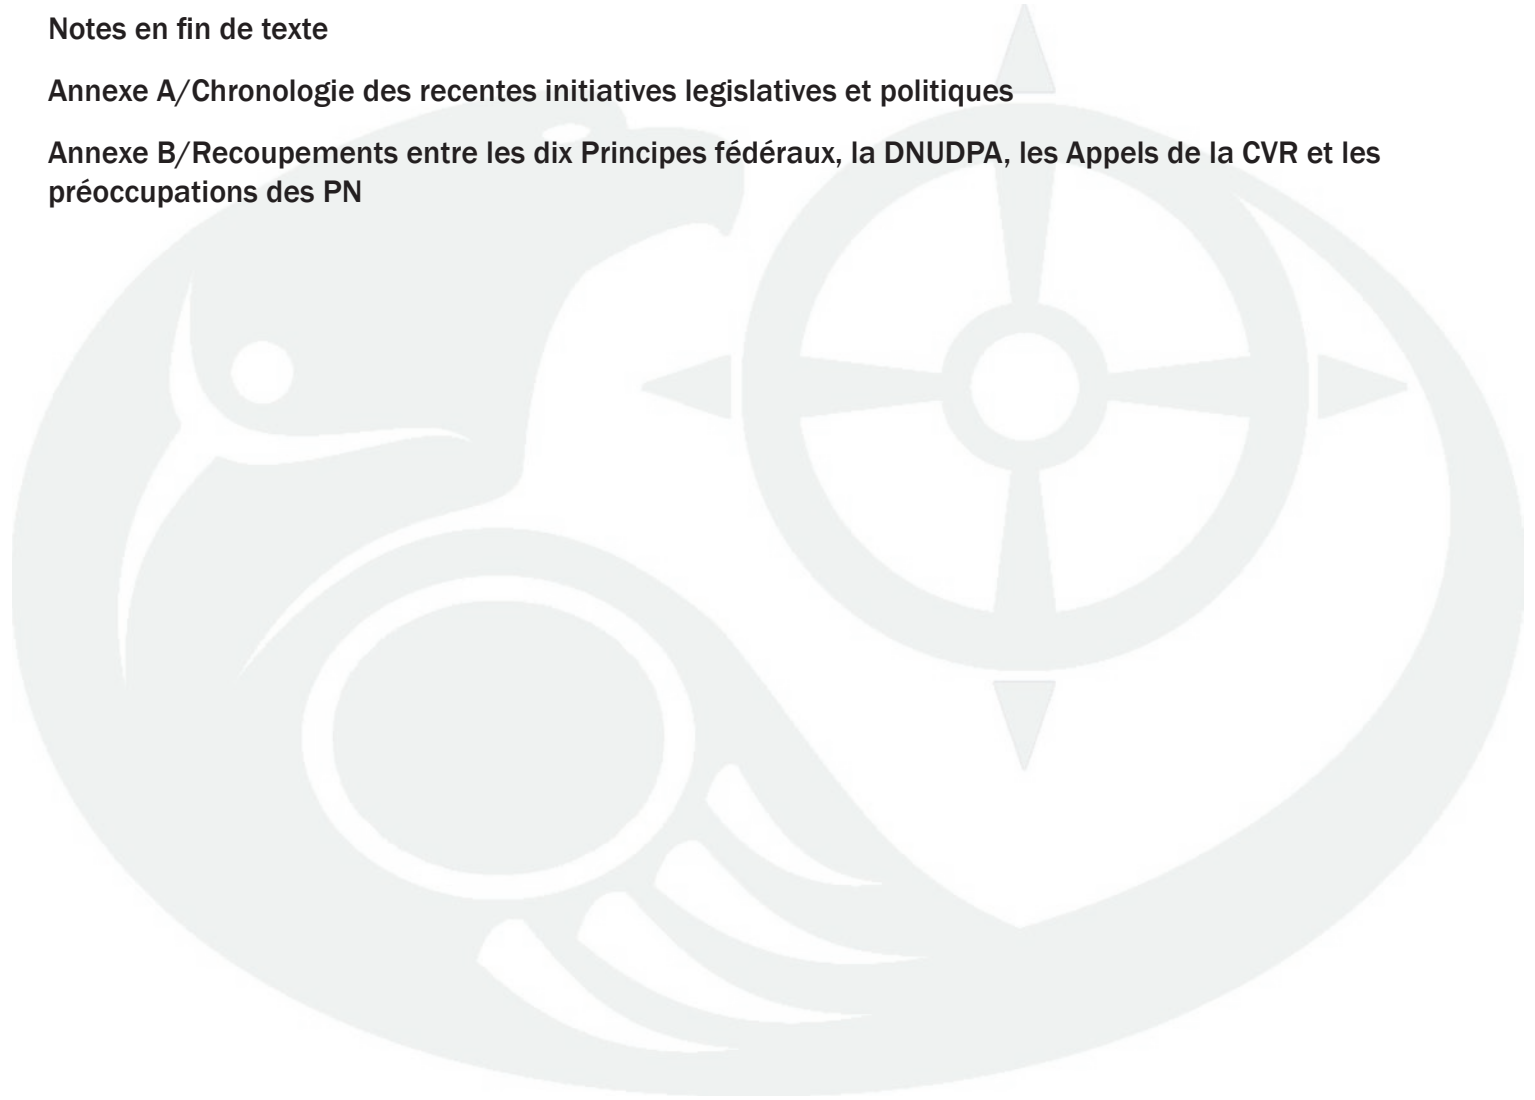 Notes en fin de texte
Annexe A/Chronologie des recentes initiatives legislatives et politiques
Annexe B/Recoupements entre les dix Principes fédéraux, la DNUDPA, les Appels de la CVR et les
préoccupations des PN